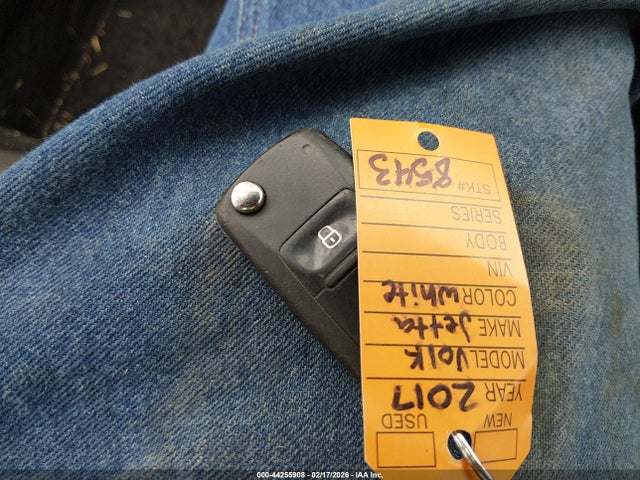 NEW USED
YEAR 2017
MODEL Volk
MAKE Jetta
COLOR white
VIN
BODY
SERIES
STK# 8543
000-44255908 - 02/17/2026 - IAA Inc.